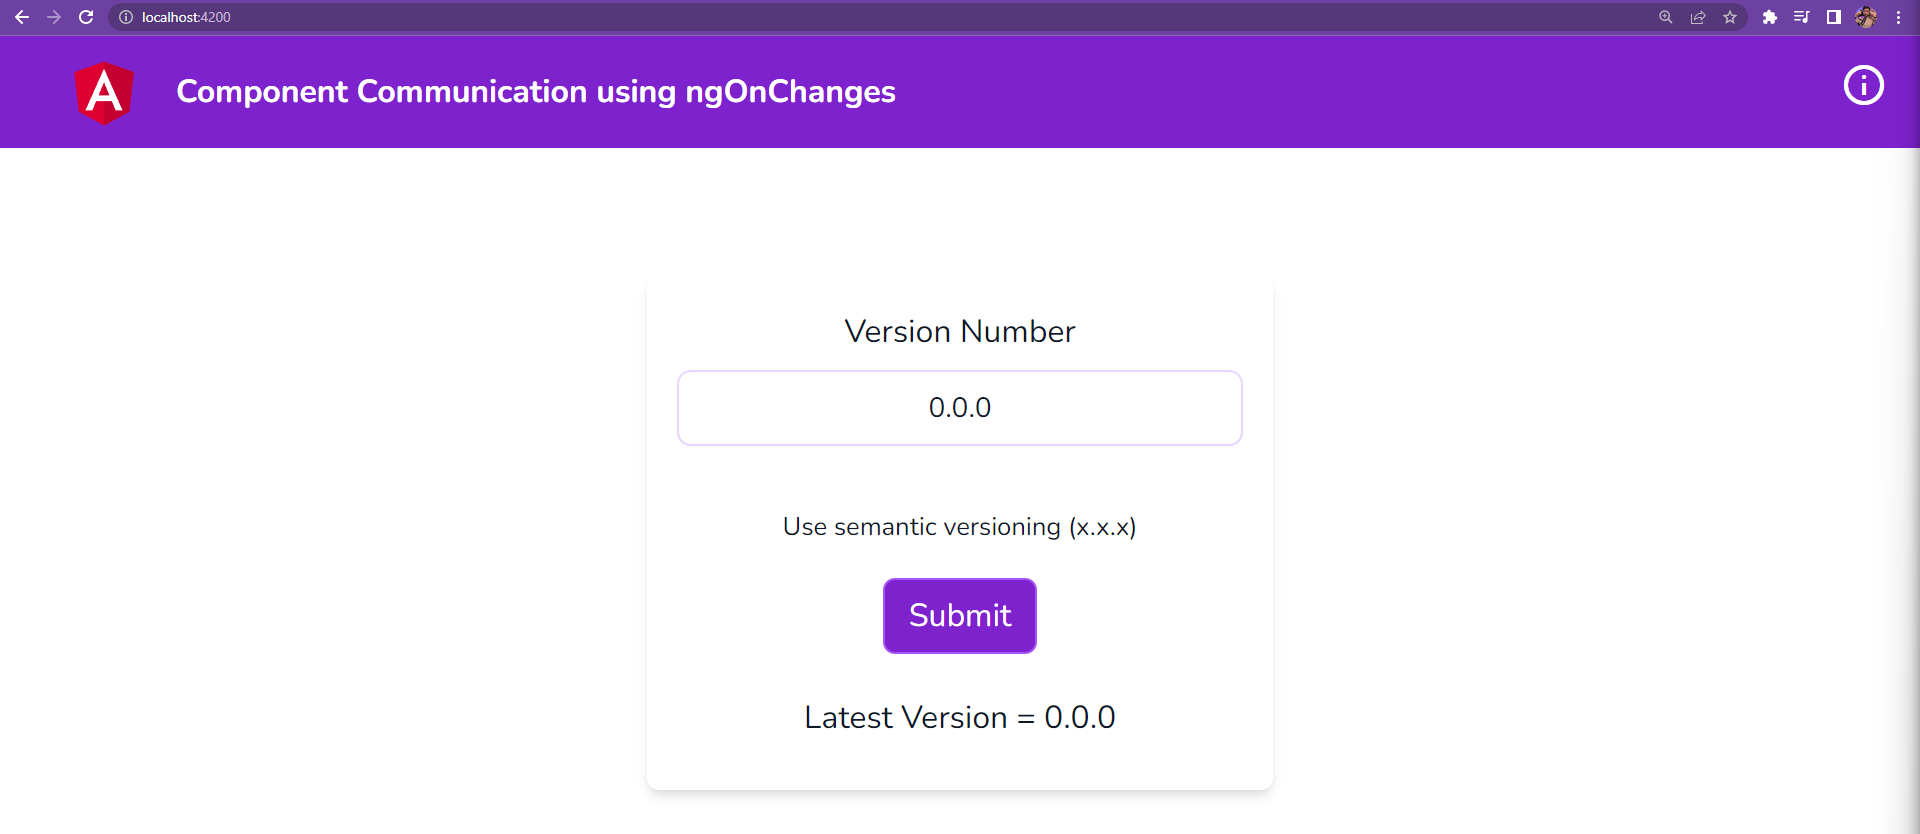 localhost:4200
Component Communication using ngOnChanges
Version Number
0.0.0
Use semantic versioning (x.x.x)
Submit
Latest Version = 0.0.0